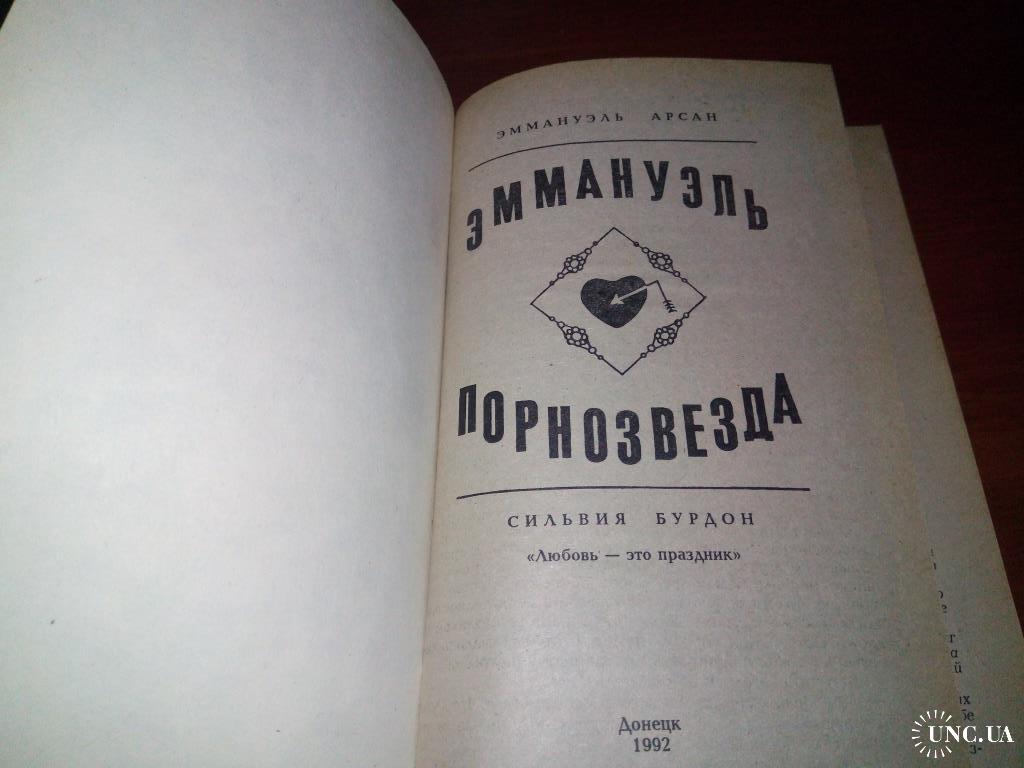 ЭММАНУЭЛЬ АРСАН
ЭММАНУЭЛЬ
ПОРНОЗВЕЗДА
СИЛЬВИЯ БУРДОН
«Любовь — это праздник»
Донецк
1992
UNC.UA